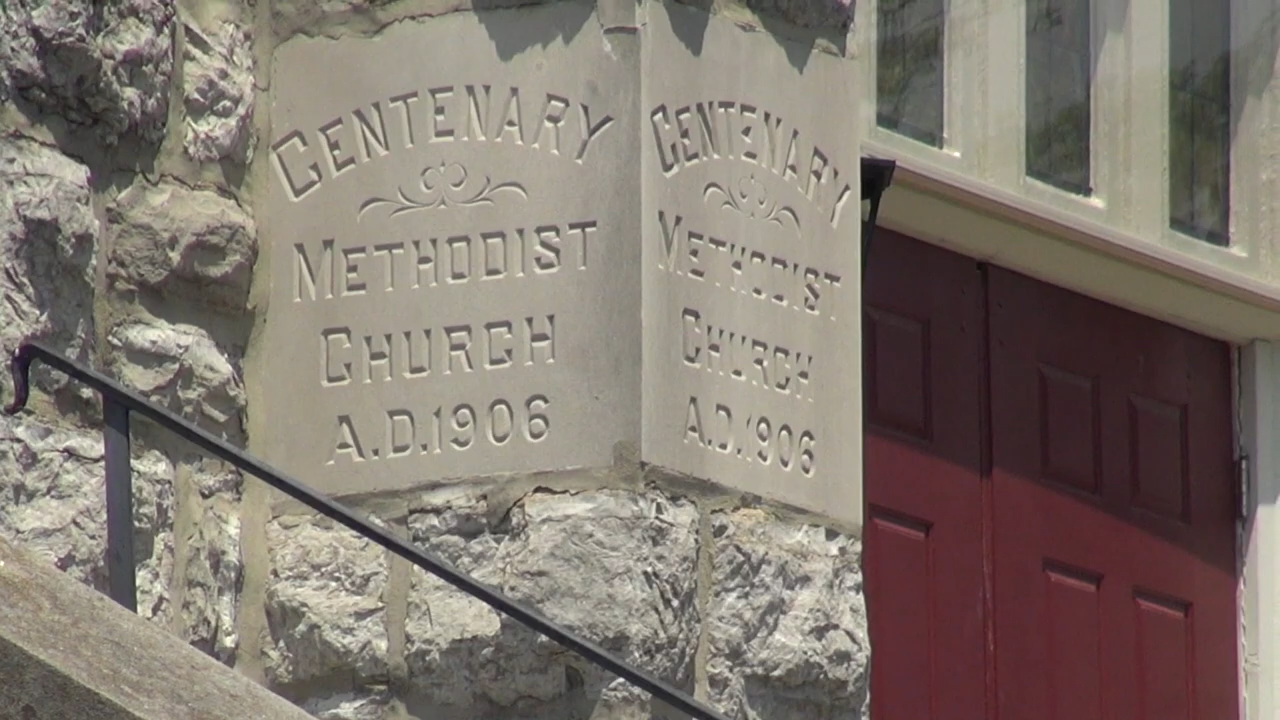 CENTENARY
METHODIST
CHURCH
A.D.1906
CENTENARY
METHODIST
CHURCH
A.D.1906